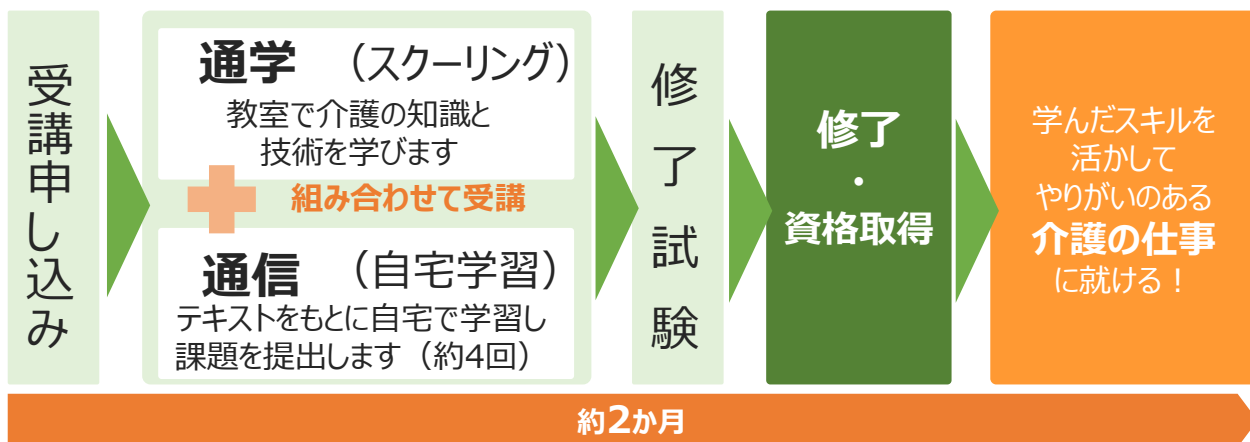 受講申し込み
通学 （スクーリング）
教室で介護の知識と
技術を学びます
組み合わせて受講
通信 （自宅学習）
テキストをもとに自宅で学習し
課題を提出します（約4回）
修了試験
修了
・
資格取得
学んだスキルを
活かして
やりがいのある
介護の仕事
に就ける！
約2か月